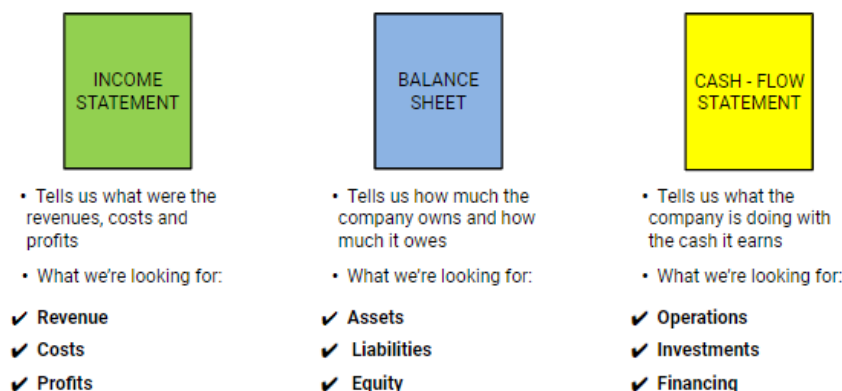 INCOME
STATEMENT
• Tells us what were the
revenues, costs and
profits
• What we're looking for:
✔ Revenue
✔ Costs
✔ Profits
BALANCE
SHEET
• Tells us how much the
company owns and how
much it owes
• What we're looking for:
✔ Assets
✔ Liabilities
✔ Equity
CASH - FLOW
STATEMENT
• Tells us what the
company is doing with
the cash it earns
• What we're looking for:
✔ Operations
✔ Investments
✔ Financing